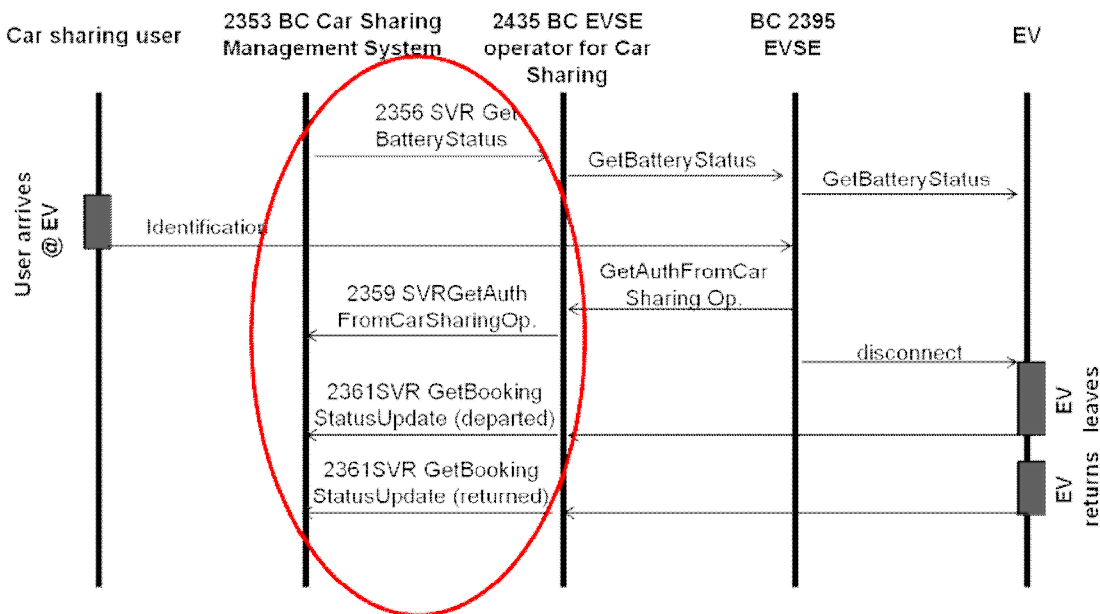 Car sharing user
2353 BC Car Sharing
Management System
2435 BC EVSE
operator for Car
Sharing
BC 2395
EVSE
EV
2356 SVR Get
BatteryStatus
GetBatteryStatus
GetBatteryStatus
User arrives
@ EV
Identification
GetAuthFromCar
Sharing Op.
2359 SVRGetAuth
FromCarSharingOp.
disconnect
2361SVR GetBooking
StatusUpdate (departed)
EV
leaves
2361SVR GetBooking
StatusUpdate (returned)
EV
returns